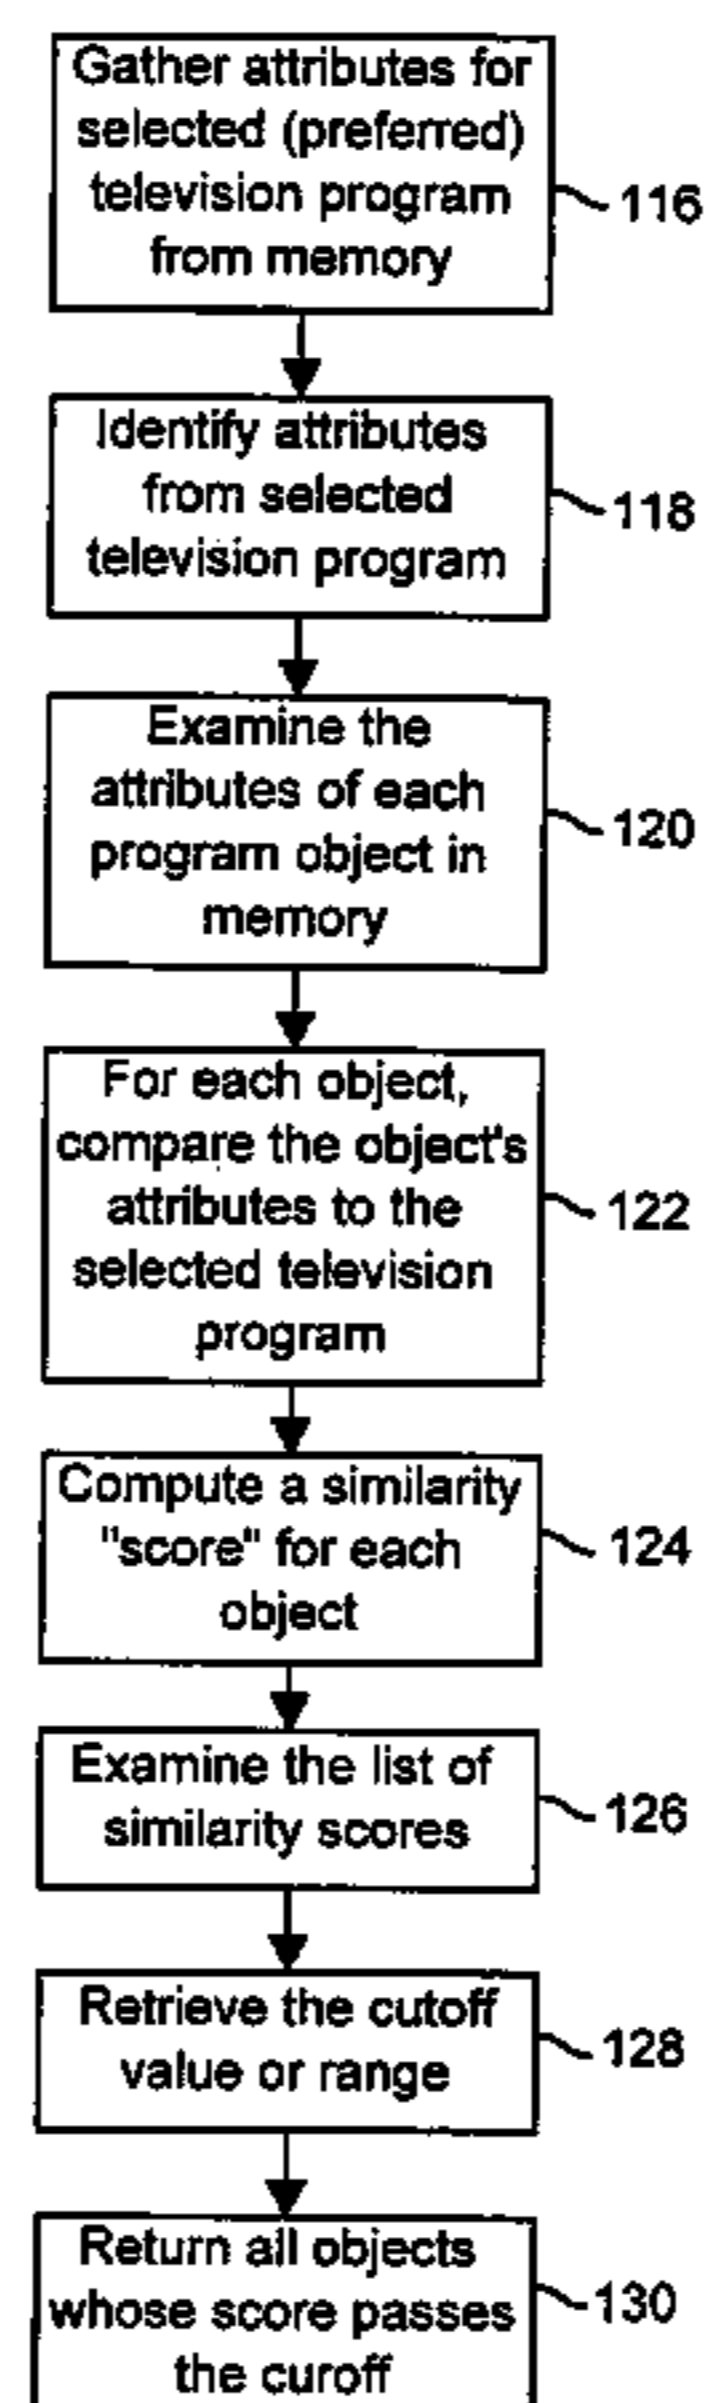 Gather attributes for
selected (preferred)
television program
from memory
116
Identify attributes
from selected
television program
118
Examine the
attributes of each
program object in
memory
120
For each object,
compare the object's
attributes to the
selected television
program
122
Compute a similarity
"score" for each
object
124
Examine the list of
similarity scores
126
Retrieve the cutoff
value or range
128
Return all objects
whose score passes
the curoff
130